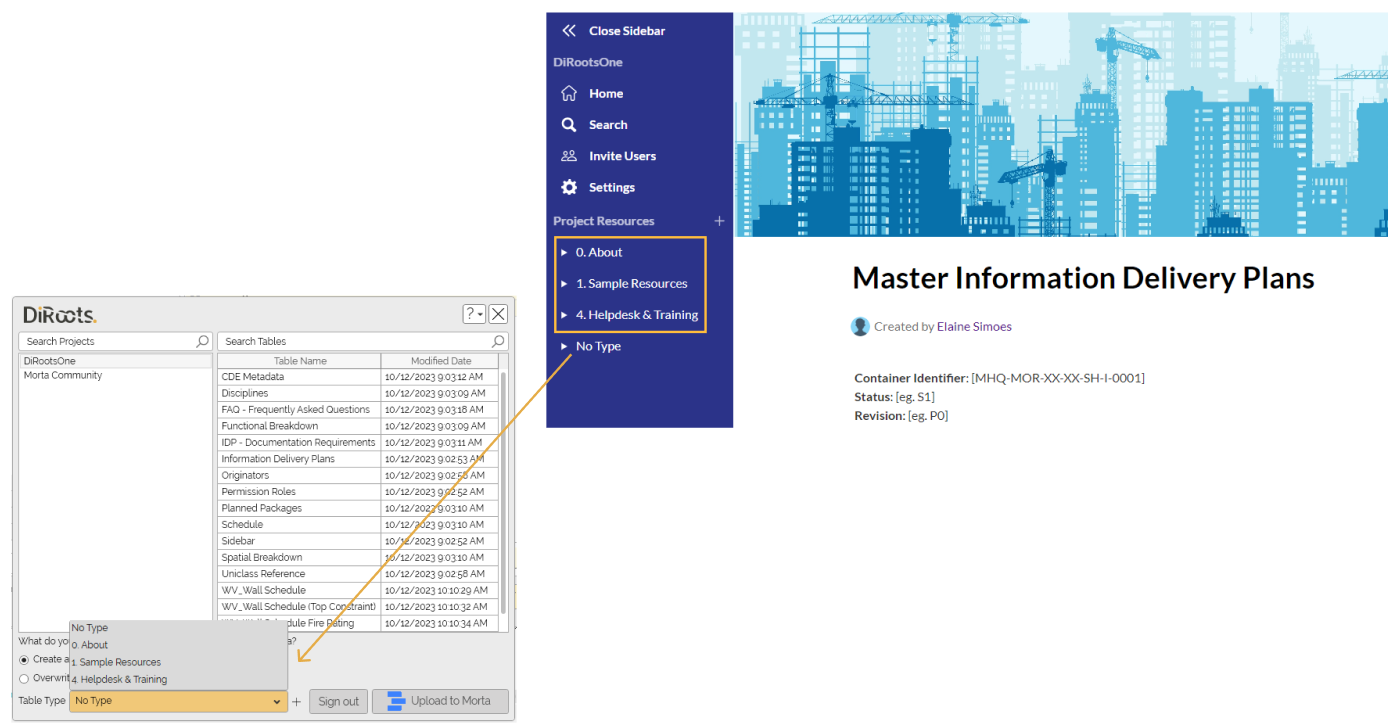 Close Sidebar
DiRootsOne
Home
Search
Invite Users
Settings
Project Resources +
0. About
1. Sample Resources
4. Helpdesk & Training
No Type
Master Information Delivery Plans
Created by Elaine Simoes
Container Identifier: [MHQ-MOR-XX-XX-SH-I-0001]
Status: [eg. S1]
Revision: [eg. P0]
DiRoots.
?
Search Projects
Search Tables
DiRootsOne
Morta Community
Table Name Modified Date
CDE Metadata 10/12/2023 9:03:12 AM
Disciplines 10/12/2023 9:03:09 AM
FAQ - Frequently Asked Questions 10/12/2023 9:03:18 AM
Functional Breakdown 10/12/2023 9:03:09 AM
IDP - Documentation Requirements 10/12/2023 9:03:11 AM
Information Delivery Plans 10/12/2023 9:02:53 AM
Originators 10/12/2023 9:02:58 AM
Permission Roles 10/12/2023 9:02:52 AM
Planned Packages 10/12/2023 9:03:10 AM
Schedule 10/12/2023 9:03:10 AM
Sidebar 10/12/2023 9:02:52 AM
Spatial Breakdown 10/12/2023 9:03:10 AM
Uniclass Reference 10/12/2023 9:02:58 AM
WV_Wall Schedule 10/12/2023 10:10:29 AM
WV_Wall Schedule (Top Constraint) 10/12/2023 10:10:32 AM
dule Fire Rating 10/12/2023 10:10:34 AM
What do yo a?
Create a
Overwrit
No Type
0. About
1. Sample Resources
4. Helpdesk & Training
Table Type No Type + Sign out Upload to Morta